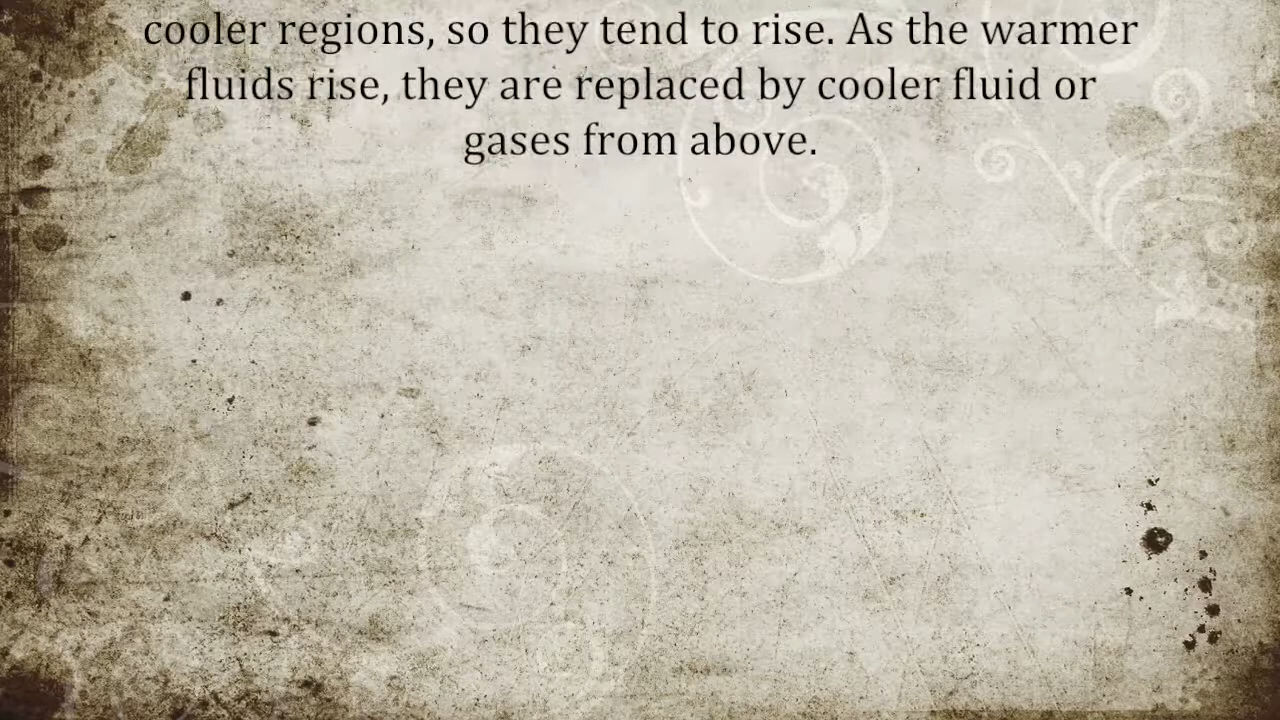 cooler regions, so they tend to rise. As the warmer
fluids rise, they are replaced by cooler fluid or
gases from above.